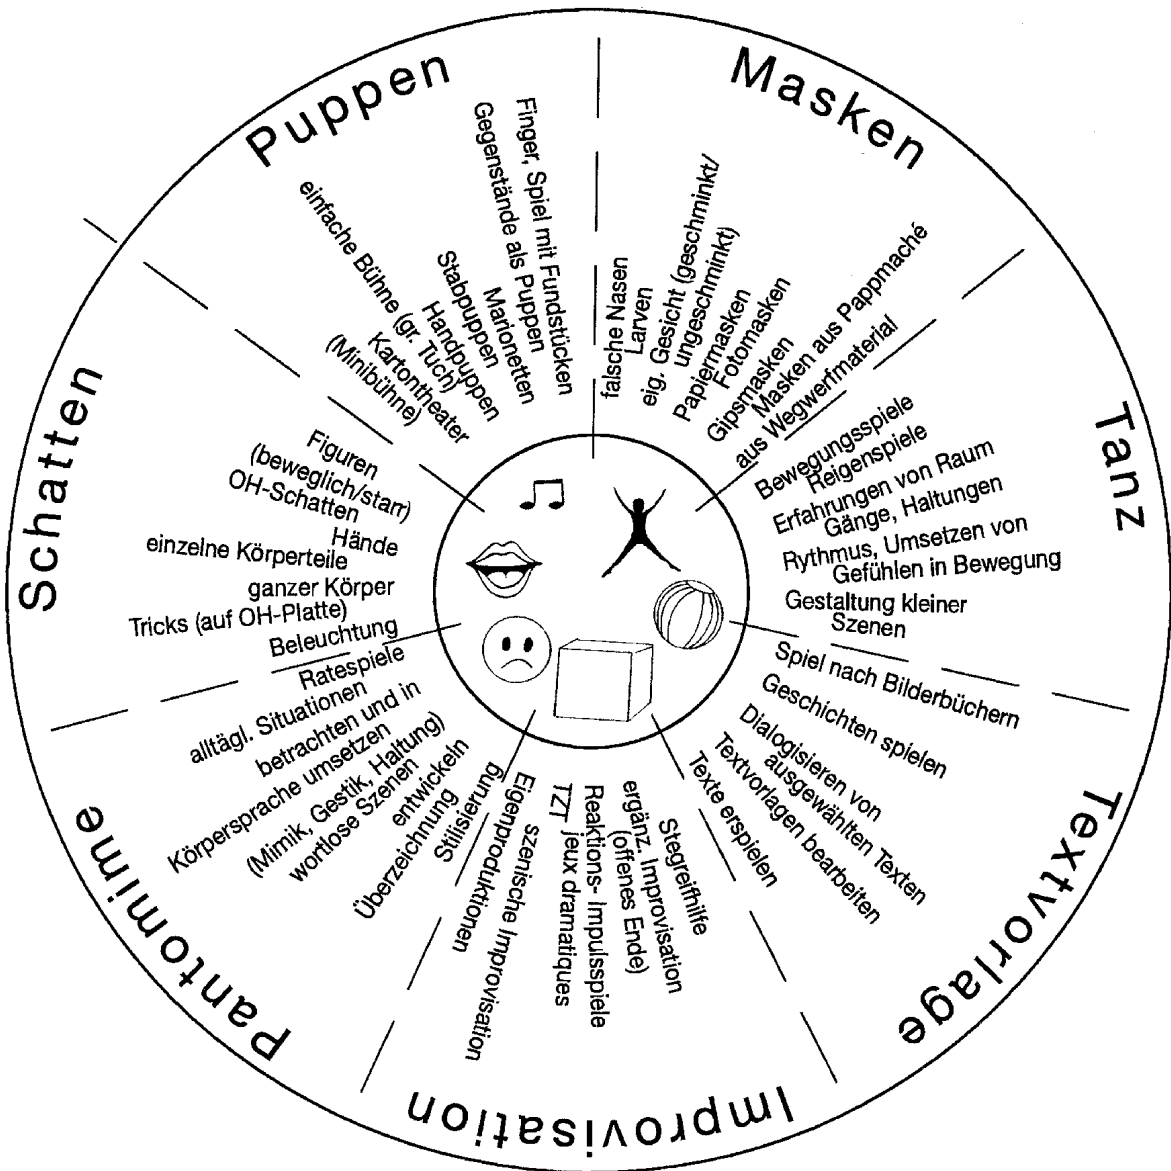 Masken
falsche Nasen
Larven
eig. Gesicht (geschminkt/
ungeschminkt)
Papiermasken
Fotomasken
Gipsmasken
Masken aus Pappmaché
aus Wegwerfmaterial
Tanz
Bewegungsspiele
Reigenspiele
Erfahrungen von Raum
Gänge, Haltungen
Rythmus, Umsetzen von
Gefühlen in Bewegung
Gestaltung kleiner
Szenen
Textvorlage
Spiel nach Bilderbüchern
Geschichten spielen
Dialogisieren von
ausgewählten Texten
Textvorlagen bearbeiten
Texte erspielen
Improvisation
Stegreifhilfe
ergänz. Improvisation
(offenes Ende)
Reaktions- Impulsspiele
TZT jeux dramatiques
szenische Improvisation
Eigenproduktionen
Pantomime
Ratespiele
alltägl. Situationen
betrachten und in
Körpersprache umsetzen
(Mimik, Gestik, Haltung)
wortlose Szenen
entwickeln
Überzeichnung
Stilisierung
Schatten
Figuren
(beweglich/starr)
OH-Schatten
Hände
einzelne Körperteile
ganzer Körper
Tricks (auf OH-Platte)
Beleuchtung
Puppen
Finger, Spiel mit Fundstücken
Gegenstände als Puppen
Marionetten
Stabpuppen
Handpuppen
einfache Bühne (gr. Tuch)
Kartontheater
(Minibühne)